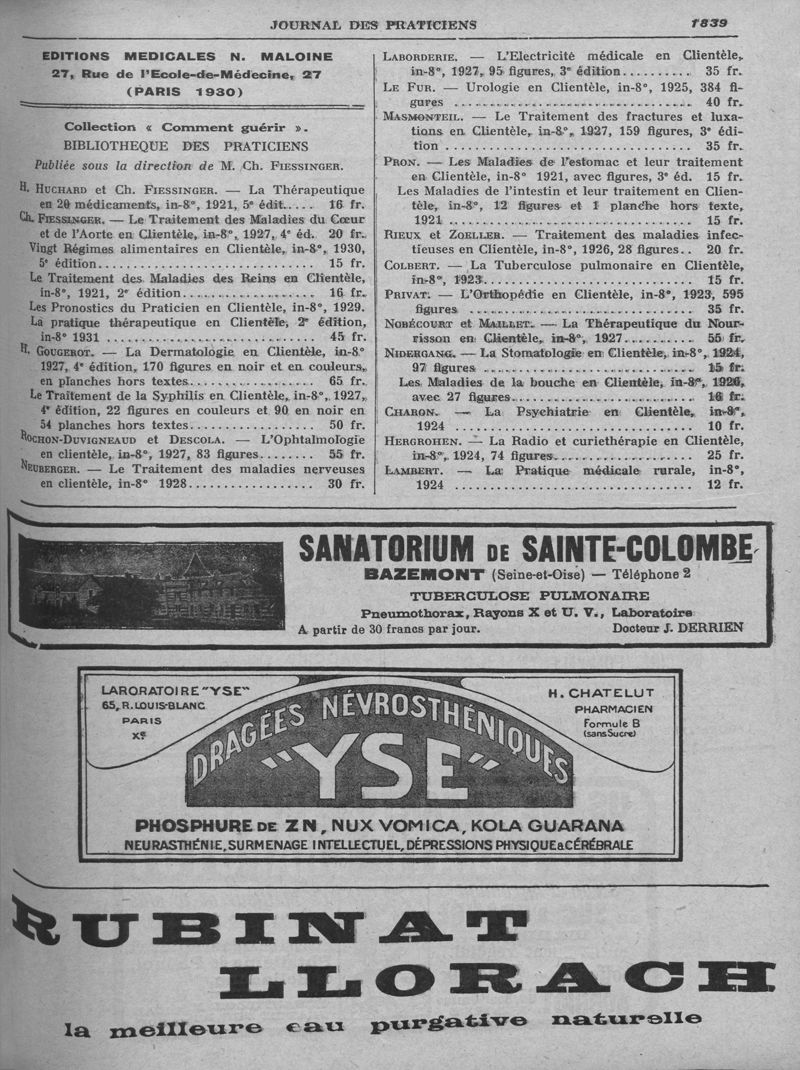 JOURNAL DES PRATICIENS 1839
EDITIONS MEDICALES N. MALOINE
27, Rue de l'Ecole-de-Médecine, 27
(PARIS 1930)
Collection « Comment guérir ».
BIBLIOTHEQUE DES PRATICIENS
Publiée sous la direction de M. Ch. FIESSINGER.
H. HUCHARD et Ch. FIESSINGER. — La Thérapeutique
en 20 médicaments, in-8°, 1921, 5e édit..... 16 fr.
Ch. FIESSINGER. — Le Traitement des Maladies du Cœur
et de l'Aorte en Clientèle, in-8°, 1927, 4e éd. 20 fr.
Vingt Régimes alimentaires en Clientèle, in-8°, 1930,
5e édition.................................. 15 fr.
Le Traitement des Maladies des Reins en Clientèle,
in-8°, 1921, 2e édition.................... 16 fr.
Les Pronostics du Praticien en Clientèle, in-8°, 1929.
La pratique thérapeutique en Clientèle, 2e édition,
in-8° 1931 ................................ 45 fr.
H. GOUGEROT. — La Dermatologie en Clientèle, in-8.°
1927, 4e édition, 170 figures en noir et en couleurs,
en planches hors textes................... 65 fr.
Le Traitement de la Syphilis en Clientèle, in-8°, 1927,
4e édition, 22 figures en couleurs et 90 en noir en
54 planches hors textes................... 50 fr.
ROCHON-DUVIGNEAUD et DESCOLA. — L'Ophtalmologie
en clientèle, in-8°, 1927, 83 figures........ 55 fr.
NEUBERGER. — Le Traitement des maladies nerveuses
en clientèle, in-8° 1928................... 30 fr.
LABORDERIE. — L'Electricité médicale en Clientèle,
in-8°, 1927, 95 figures, 3e édition.......... 35 fr.
LE FUR. — Urologie en Clientèle, in-8°, 1925, 384 fi-
gures ................................... 40 fr.
MASMONTEIL. — Le Traitement des fractures et luxa-
tions en Clientèle, in-8°, 1927, 159 figures, 3e édi-
tion ..................................... 35 fr.
PRON. — Les Maladies de l'estomac et leur traitement
en Clientèle, in-8° 1921, avec figures, 3e éd. 15 fr.
Les Maladies de l'intestin et leur traitement en Clien-
tèle, in-8°, 12 figures et 1 planche hors texte,
1921 ..................................... 15 fr.
RIEUX et ZOELLER. — Traitement des maladies infec-
tieuses en Clientèle, in-8°, 1926, 28 figures.. 20 fr.
COLBERT. — La Tuberculose pulmonaire en Clientèle,
in-8°, 1923................................ 15 fr.
PRIVAT. — L'Orthopédie en Clientèle, in-8°, 1923, 595
figures ................................... 35 fr.
NOBÉCOURT et MAILLET. — La Thérapeutique du Nour-
risson en Clientèle, in-8°, 1927............. 55 fr.
NIDERGANG. — La Stomatologie en Clientèle, in-8°, 1924,
97 figures ................................ 15 fr.
Les Maladies de la bouche en Clientèle, in-8°, 1926,
avec 27 figures............................ 16 fr.
CHARON. — La Psychiatrie en Clientèle, in-8°,
1924 ..................................... 10 fr.
HERGROHEN. — La Radio et curiethérapie en Clientèle,
in-8°, 1924, 74 figures..................... 25 fr.
LAMBERT. — La Pratique médicale rurale, in-8°,
1924 ..................................... 12 fr.
SANATORIUM DE SAINTE-COLOMBE
BAZEMONT (Seine-et-Oise) — Téléphone 2
TUBERCULOSE PULMONAIRE
Pneumothorax, Rayons X et U. V., Laboratoire
A partir de 30 francs par jour. Docteur J. DERRIEN
LARORATOIRE "YSE"
65, R. LOUIS-BLANC
PARIS
Xe
H. CHATELUT
PHARMACIEN
Formule B
(sans Sucre)
DRAGÉES NÉVROSTHÉNIQUES
"YSE"
PHOSPHURE DE ZN, NUX VOMICA, KOLA GUARANA
NEURASTHÉNIE, SURMENAGE INTELLECTUEL, DÉPRESSIONS PHYSIQUE & CÉRÉBRALE
RUBINAT
LLORACH
la meilleure eau purgative naturelle